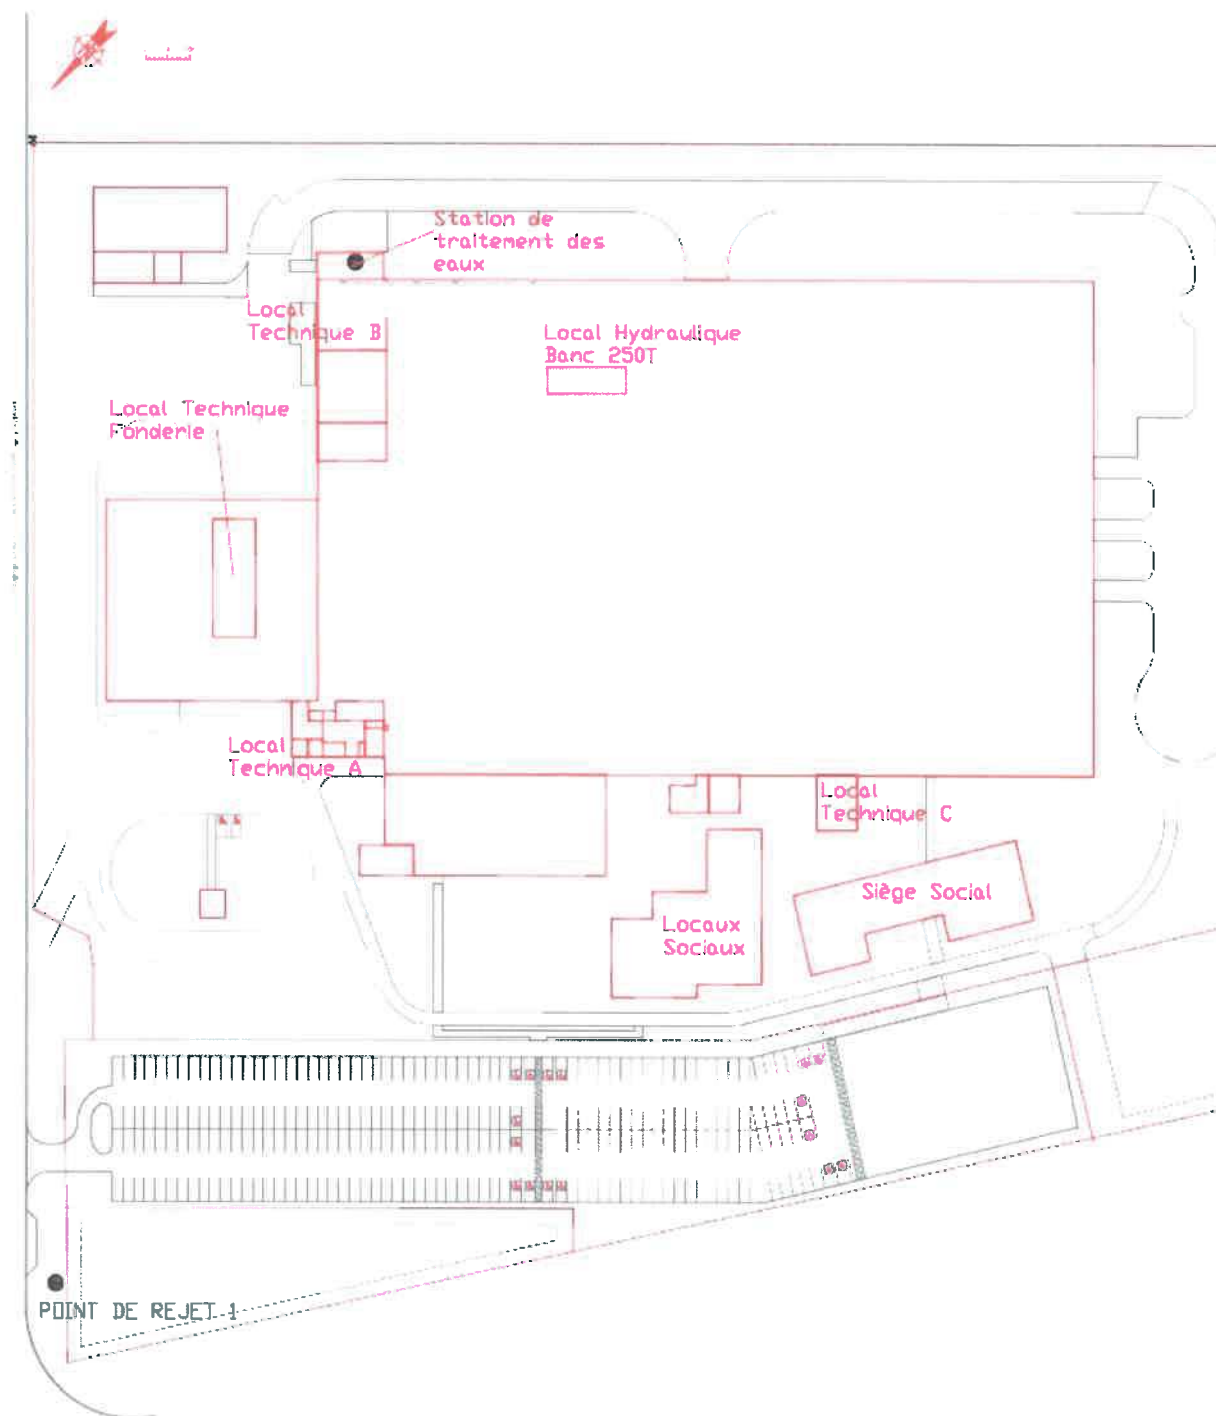 Station de
traitement des
eaux
Local
Technique B
Local Hydraulique
Banc 250T
Local Technique
Fonderie
Local
Technique A
Local
Technique C
Siège Social
Locaux
Sociaux
POINT DE REJET 1